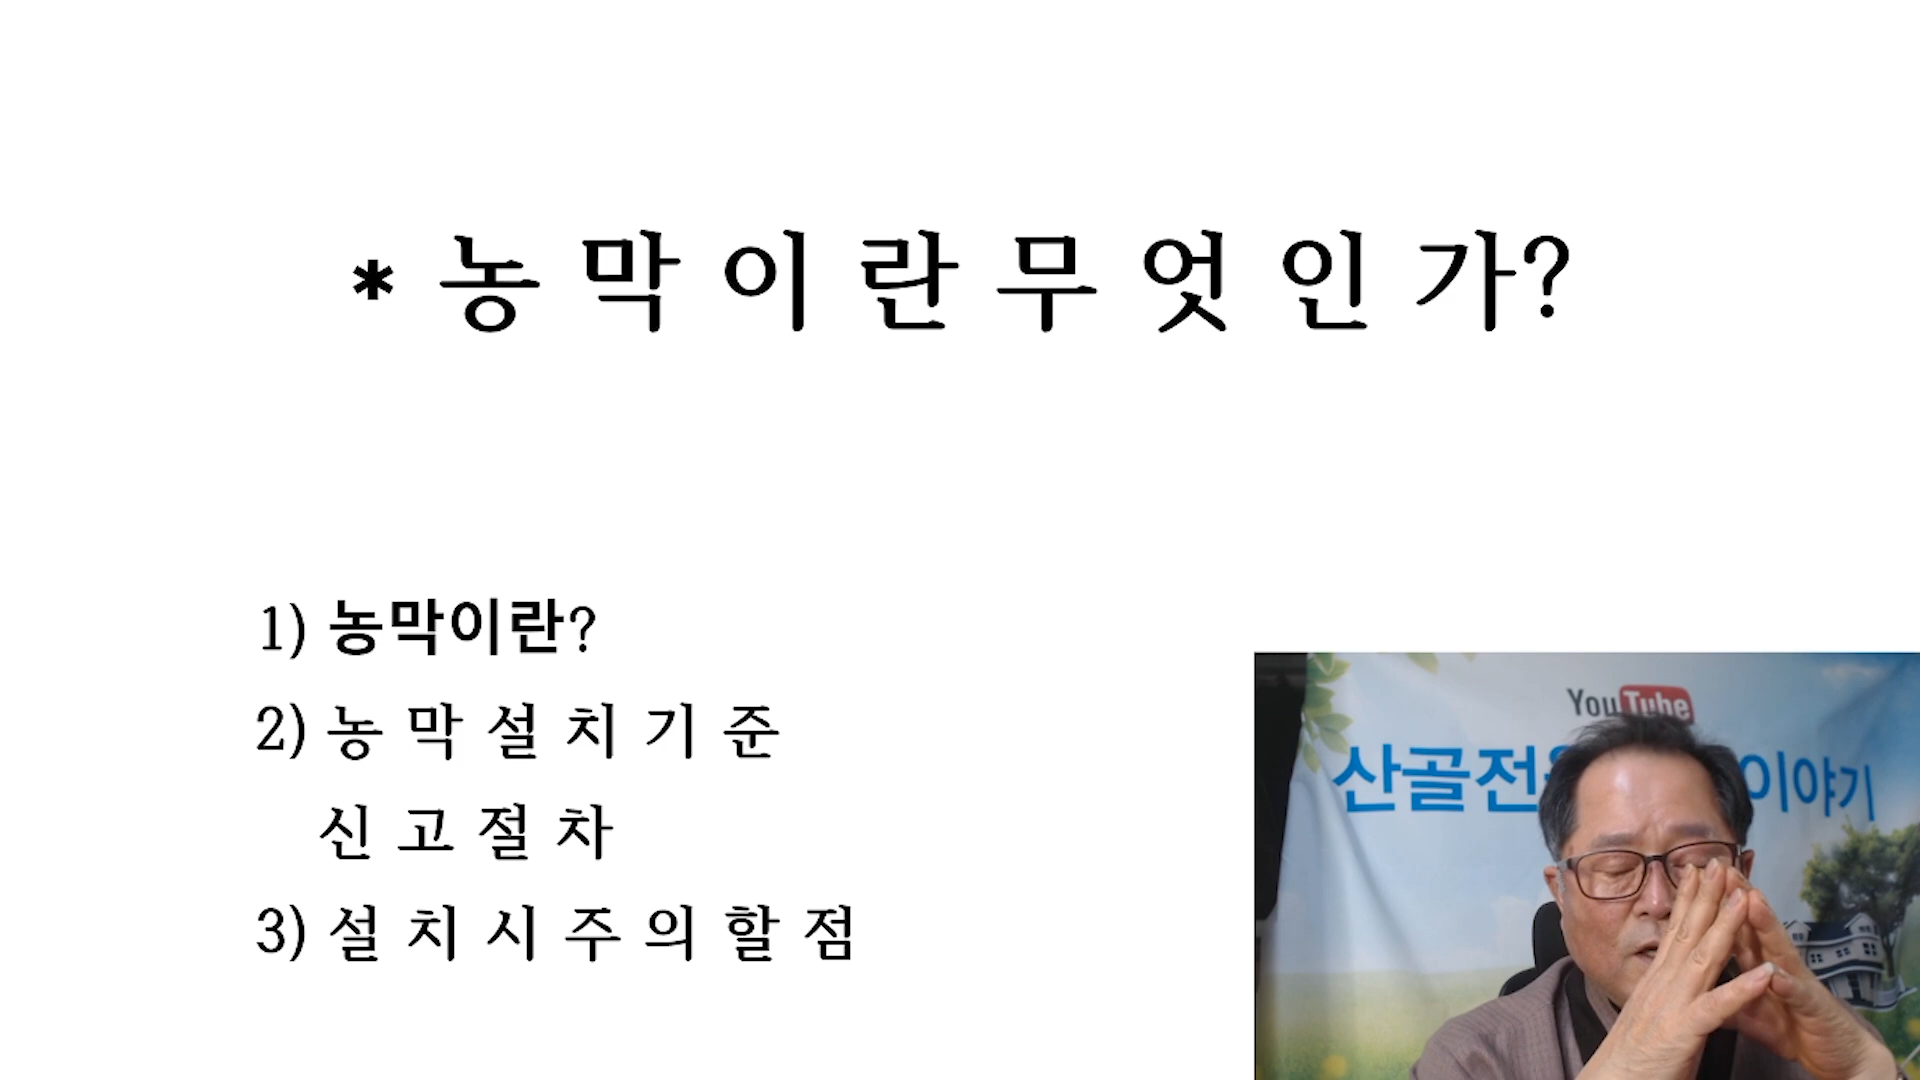 * 농 막 이 란 무 엇 인 가?
1) 농막이란?
2) 농 막 설 치 기 준
신 고 절 차
3) 설 치 시 주 의 할 점
YouTube
산골전 이야기